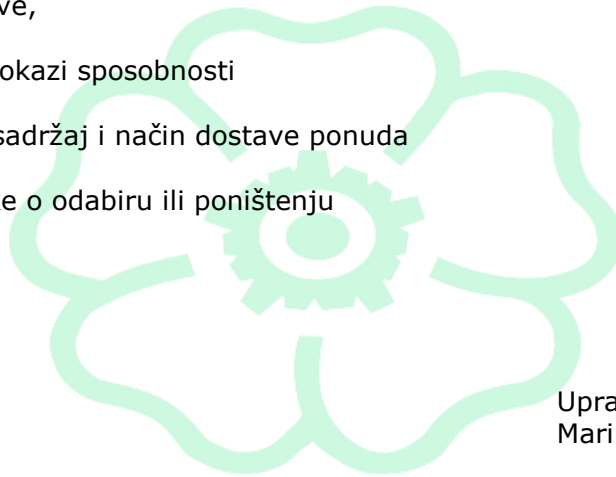 ve,
okazi sposobnosti
sadržaj i način dostave ponuda
e o odabiru ili poništenju
Upra
Mari